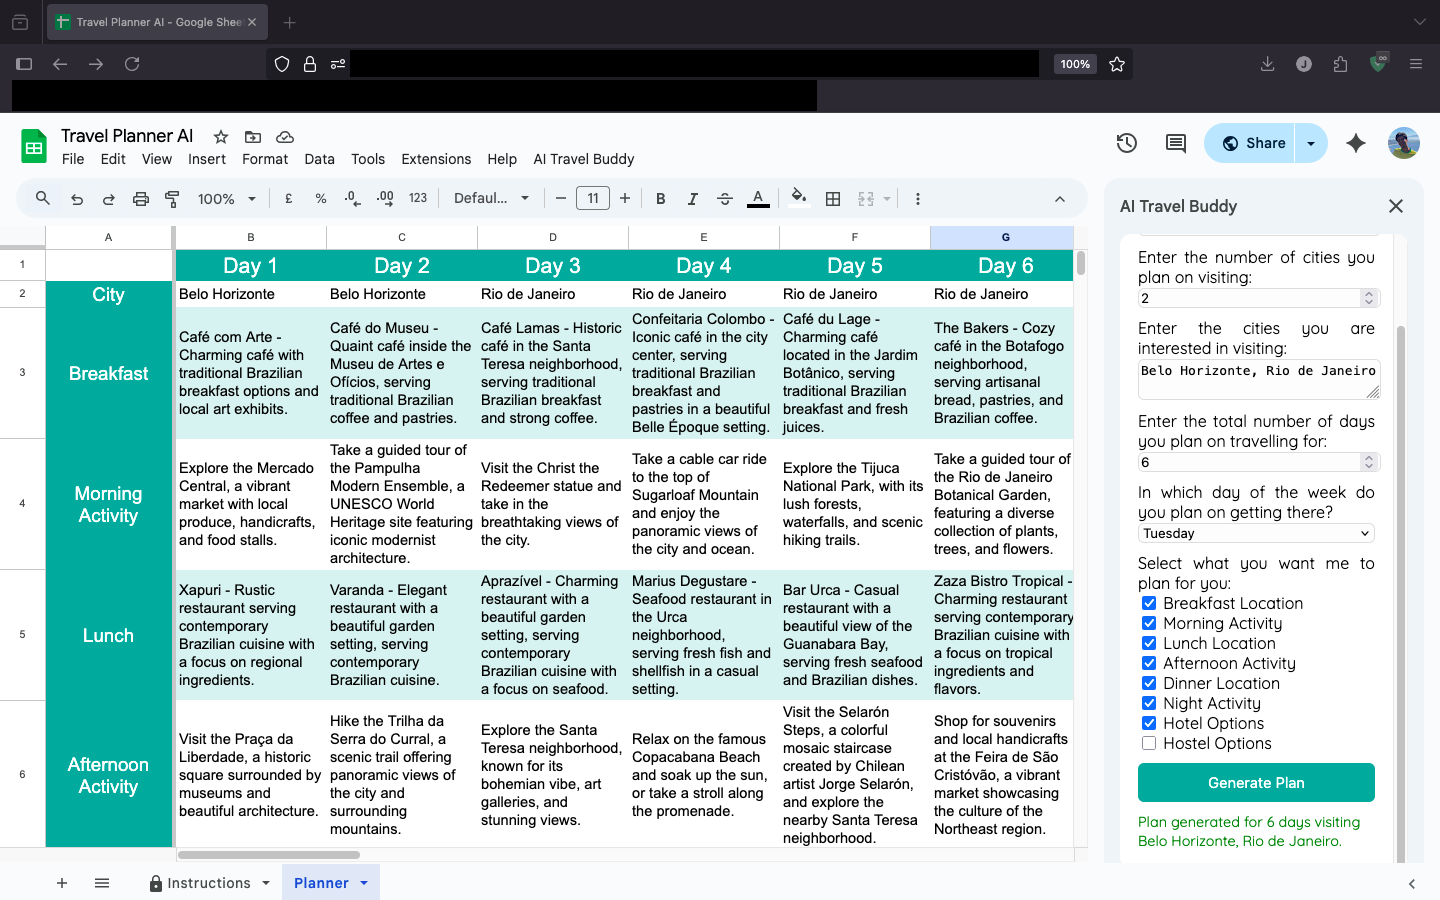 Travel Planner AI - Google Shee
100%
J
Travel Planner AI
File Edit View Insert Format Data Tools Extensions Help AI Travel Buddy
Share
100% £ % .0 .00 123 Defaul... 11 B I S A
AI Travel Buddy
A B C D E F G
1 Day 1 Day 2 Day 3 Day 4 Day 5 Day 6
2 City Belo Horizonte Belo Horizonte Rio de Janeiro Rio de Janeiro Rio de Janeiro Rio de Janeiro
3
Breakfast
Café com Arte -
Charming café with
traditional Brazilian
breakfast options and
local art exhibits.
Café do Museu -
Quaint café inside the
Museu de Artes e
Ofícios, serving
traditional Brazilian
coffee and pastries.
Café Lamas - Historic
café in the Santa
Teresa neighborhood,
serving traditional
Brazilian breakfast
and strong coffee.
Confeitaria Colombo -
Iconic café in the city
center, serving
traditional Brazilian
breakfast and
pastries in a beautiful
Belle Époque setting.
Café du Lage -
Charming café
located in the Jardim
Botânico, serving
traditional Brazilian
breakfast and fresh
juices.
The Bakers - Cozy
café in the Botafogo
neighborhood,
serving artisanal
bread, pastries, and
Brazilian coffee.
4
Morning
Activity
Explore the Mercado
Central, a vibrant
market with local
produce, handicrafts,
and food stalls.
Take a guided tour of
the Pampulha
Modern Ensemble, a
UNESCO World
Heritage site featuring
iconic modernist
architecture.
Visit the Christ the
Redeemer statue and
take in the
breathtaking views of
the city.
Take a cable car ride
to the top of
Sugarloaf Mountain
and enjoy the
panoramic views of
the city and ocean.
Explore the Tijuca
National Park, with its
lush forests,
waterfalls, and scenic
hiking trails.
Take a guided tour of
the Rio de Janeiro
Botanical Garden,
featuring a diverse
collection of plants,
trees, and flowers.
5
Lunch
Xapuri - Rustic
restaurant serving
contemporary
Brazilian cuisine with
a focus on regional
ingredients.
Varanda - Elegant
restaurant with a
beautiful garden
setting, serving
contemporary
Brazilian cuisine.
Aprazível - Charming
restaurant with a
beautiful garden
setting, serving
contemporary
Brazilian cuisine with
a focus on seafood.
Marius Degustare -
Seafood restaurant in
the Urca
neighborhood,
serving fresh fish and
shellfish in a casual
setting.
Bar Urca - Casual
restaurant with a
beautiful view of the
Guanabara Bay,
serving fresh seafood
and Brazilian dishes.
Zaza Bistro Tropical -
Charming restaurant
serving contemporary
Brazilian cuisine with
a focus on tropical
ingredients and
flavors.
6
Afternoon
Activity
Visit the Praça da
Liberdade, a historic
square surrounded by
museums and
beautiful architecture.
Hike the Trilha da
Serra do Curral, a
scenic trail offering
panoramic views of
the city and
surrounding
mountains.
Explore the Santa
Teresa neighborhood,
known for its
bohemian vibe, art
galleries, and
stunning views.
Relax on the famous
Copacabana Beach
and soak up the sun,
or take a stroll along
the promenade.
Visit the Selarón
Steps, a colorful
mosaic staircase
created by Chilean
artist Jorge Selarón,
and explore the
nearby Santa Teresa
neighborhood.
Shop for souvenirs
and local handicrafts
at the Feira de São
Cristóvão, a vibrant
market showcasing
the culture of the
Northeast region.
Enter the number of cities you
plan on visiting:
2
Enter the cities you are
interested in visiting:
Belo Horizonte, Rio de Janeiro
Enter the total number of days
you plan on travelling for:
6
In which day of the week do
you plan on getting there?
Tuesday
Select what you want me to
plan for you:
Breakfast Location
Morning Activity
Lunch Location
Afternoon Activity
Dinner Location
Night Activity
Hotel Options
Hostel Options
Generate Plan
Plan generated for 6 days visiting
Belo Horizonte, Rio de Janeiro.
Instructions Planner